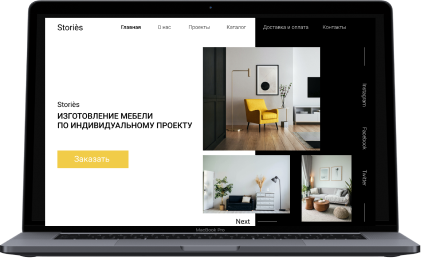 Storiès
Главная О нас Проекты Каталог Доставка и оплата Контакты
Storiès
ИЗГОТОВЛЕНИЕ МЕБЕЛИ
ПО ИНДИВИДУАЛЬНОМУ ПРОЕКТУ
Заказать
Instagram
Facebook
Twitter
Next
MacBook Pro